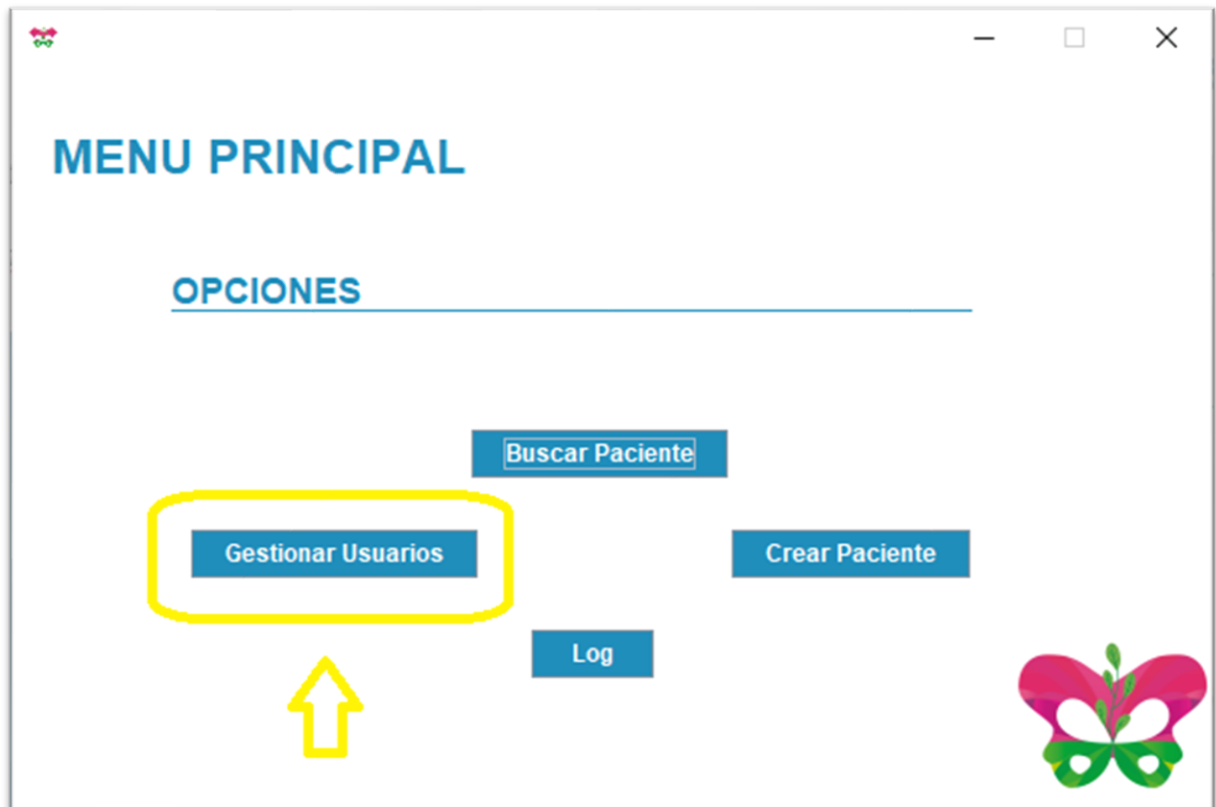 MENU PRINCIPAL
OPCIONES
Buscar Paciente
Gestionar Usuarios
Crear Paciente
Log